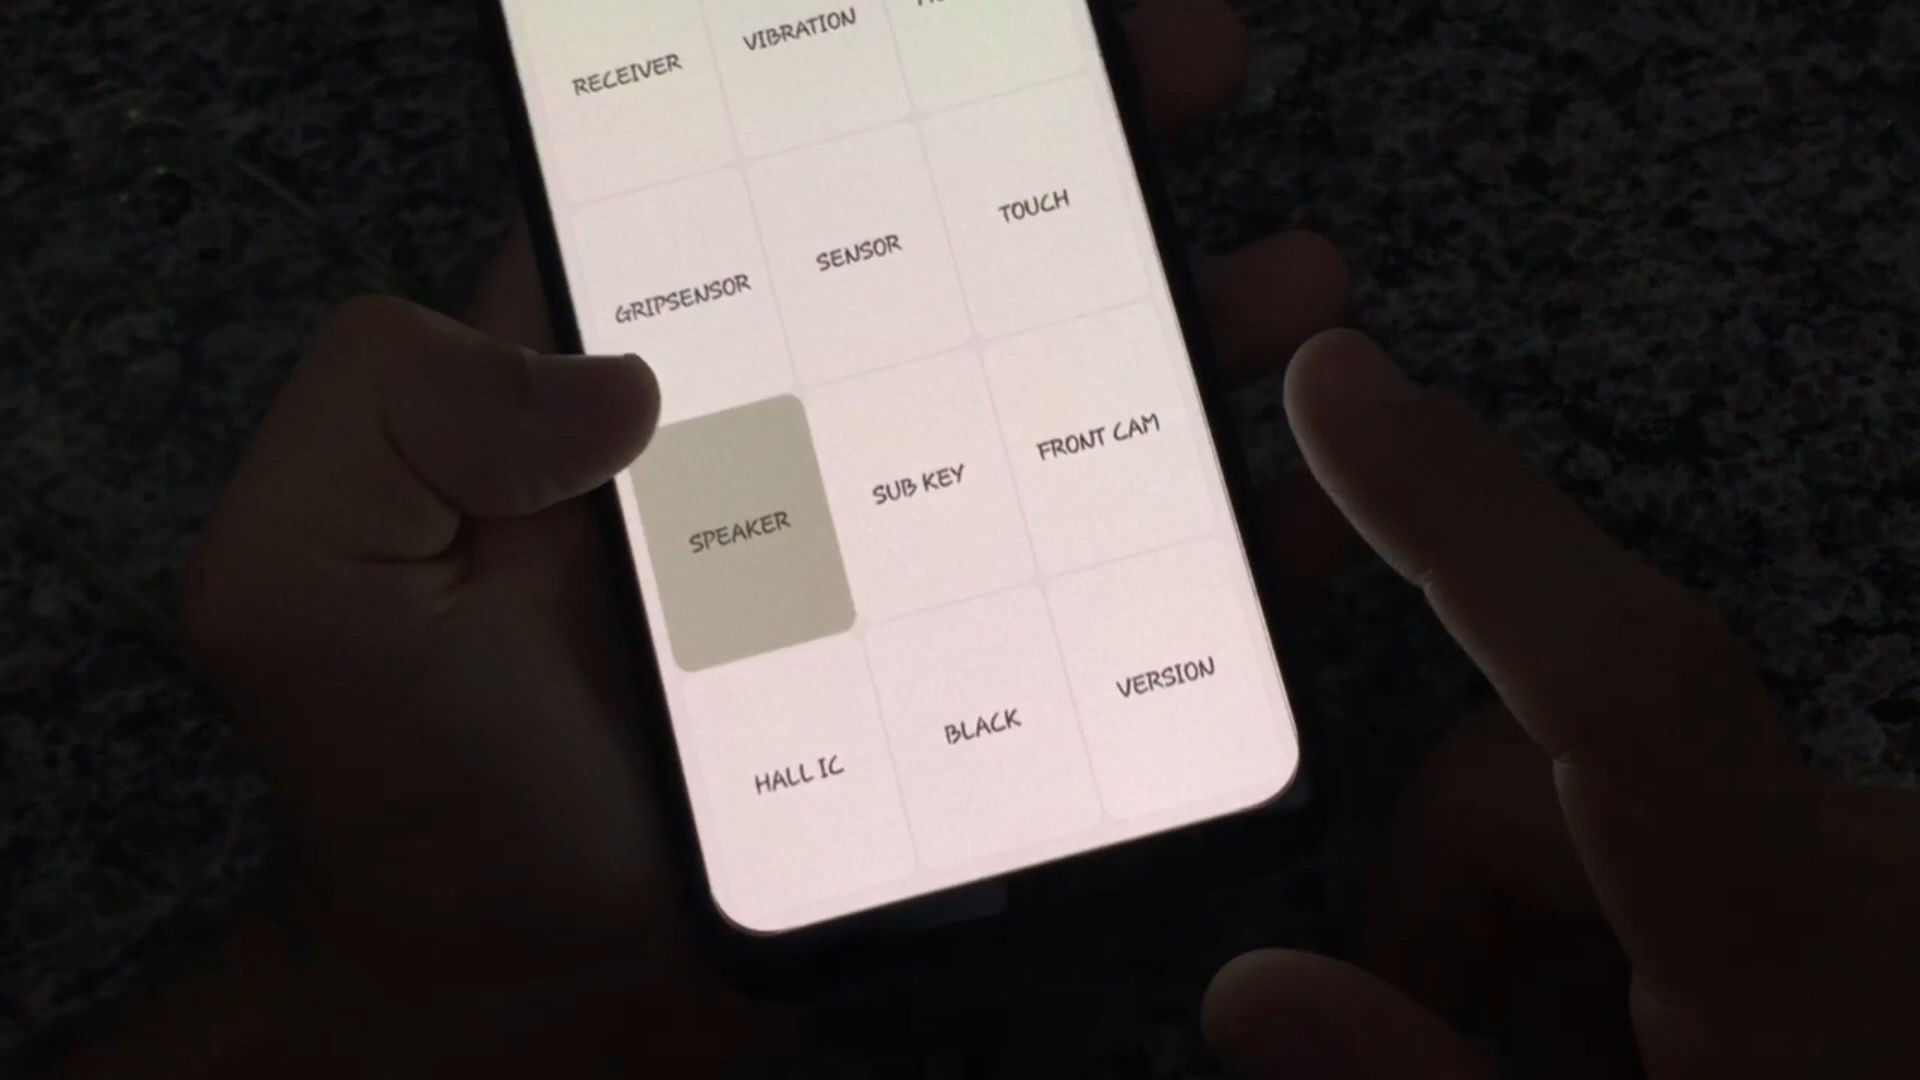 RECEIVER
VIBRATION
GRIPSENSOR
SENSOR
TOUCH
SPEAKER
SUB KEY
FRONT CAM
HALL IC
BLACK
VERSION